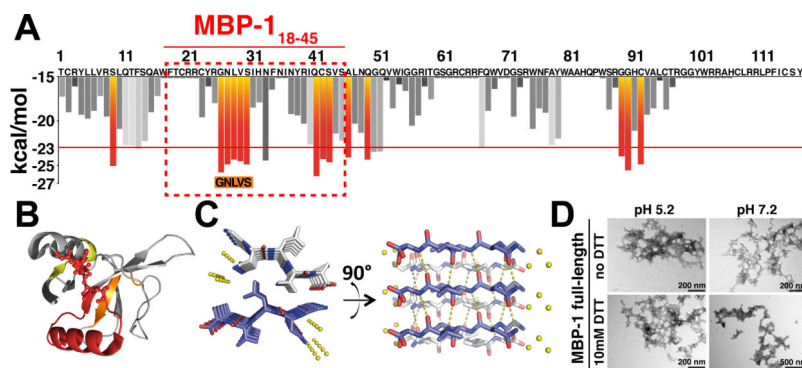 A
MBP-1 18-45
1 11 21 31 41 51 61 71 81 91 101 111
TCRYLLVRSLQTFSQAWFTCRRCYRGNLVSIHNFNINYRIQCSVSALNQGQVWIGGRITGSGRCRRFQWVDGSRWNFAYWAAHQPWSRGGHCVALCTRGGYWRRAHCLRRLPFICSY
kcal/mol
-15
-20
-23
-25
-27
GNLVS
B
C
90°
D
pH 5.2 pH 7.2
MBP-1 full-length
no DTT
10mM DTT
200 nm
200 nm
200 nm
500 nm